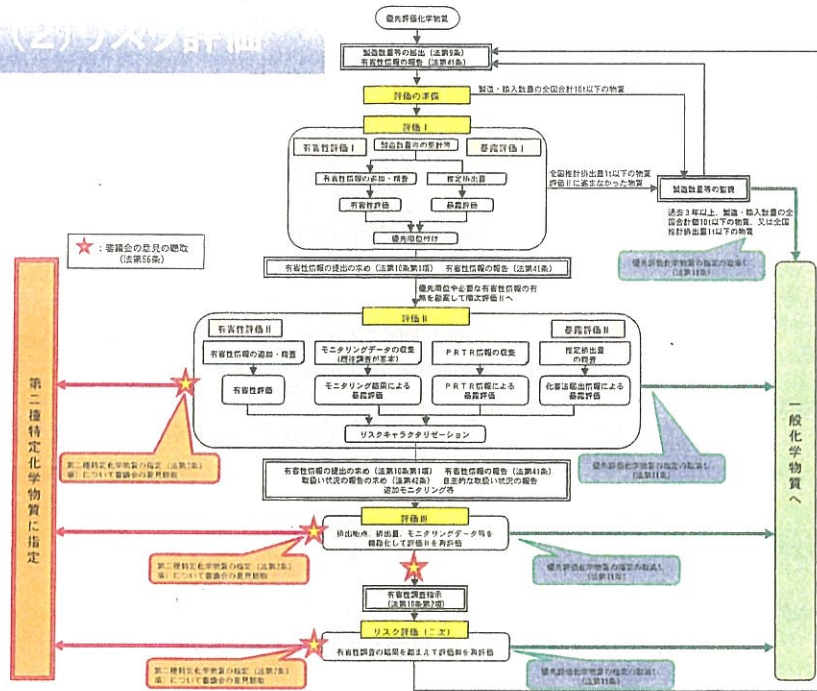 (2)リスク評価
優先評価化学物質
製造数量等の届出（法第9条）
有害性情報の報告（法第41条）
評価の準備
製造・輸入数量の全国合計10t以下の物質
評価Ⅰ
有害性評価Ⅰ
製造数量等の集計等
暴露評価Ⅰ
有害性情報の追加・精査
推定排出量
有害性評価
暴露評価
優先順位付け
全国推計排出量1t以下の物質
評価Ⅱに進まなかった物質
製造数量等の監視
過去３年以上、製造・輸入数量の全
国合計値10t以下の物質、又は全国
推計排出量1t以下の物質
優先評価化学物質の指定の取消し
（法第11条）
：審議会の意見の聴取
（法第56条）
有害性情報の提出の求め（法第10条第1項）　有害性情報の報告（法第41条）
優先順位や必要な有害性情報の有
無を勘案して順次評価Ⅱへ
評価Ⅱ
有害性評価Ⅱ
暴露評価Ⅱ
有害性情報の追加・精査
モニタリングデータの収集
（既往調査が基本）
ＰＲＴＲ情報の収集
推定排出量
の精査
有害性評価
モニタリング結果による
暴露評価
ＰＲＴＲ情報による
暴露評価
化審法届出情報による
暴露評価
リスクキャラクタリゼーション
第二種特定化学物質の指定（法第2条3
項）について審議会の意見聴取
優先評価化学物質の指定の取消し
（法第11条）
第二種特定化学物質に指定
一般化学物質へ
有害性情報の提出の求め（法第10条第1項）　有害性情報の報告（法第41条）
取扱い状況の報告の求め（法第42条）　自主的な取扱い状況の報告
追加モニタリング等
評価Ⅲ
排出地点、排出量、モニタリングデータ等を
精緻化して評価Ⅱを再評価
第二種特定化学物質の指定（法第2条3
項）について審議会の意見聴取
優先評価化学物質の指定の取消し
（法第11条）
有害性調査指示
（法第10条第2項）
リスク評価（二次）
有害性調査の結果を踏まえて評価Ⅲを再評価
第二種特定化学物質の指定（法第2条3
項）について審議会の意見聴取
優先評価化学物質の指定の取消し
（法第11条）